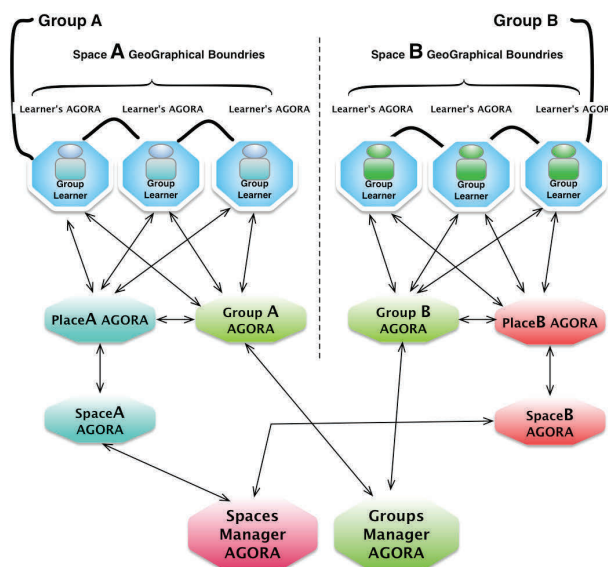 Group A
Group B
Space A GeoGraphical Boundries
Space B GeoGraphical Boundries
Learner's AGORA
Learner's AGORA
Learner's AGORA
Learner's AGORA
Learner's AGORA
Learner's AGORA
Group
Learner
Group
Learner
Group
Learner
Group
Learner
Group
Learner
Group
Learner
PlaceA AGORA
Group A
AGORA
Group B
AGORA
PlaceB AGORA
SpaceA
AGORA
SpaceB
AGORA
Spaces
Manager
AGORA
Groups
Manager
AGORA